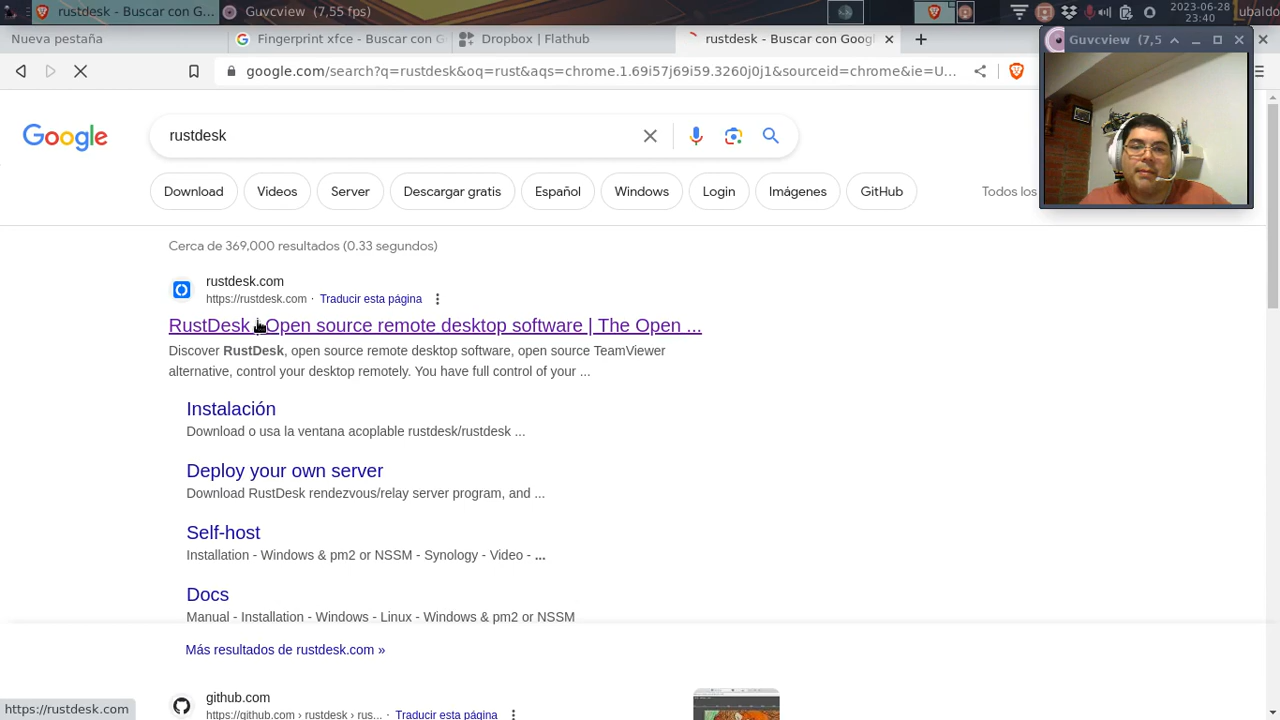 rustdesk - Buscar con G...
Guvcview (7,55 fps)
2023-06-28
23:40
ubaldo
Nueva pestaña
Fingerprint xfce - Buscar con G
Dropbox | Flathub
rustdesk - Buscar con Googl
Guvcview (7,5
google.com/search?q=rustdesk&oq=rust&aqs=chrome.1.69i57j69i59.3260j0j1&sourceid=chrome&ie=U...
Google
rustdesk
Download
Videos
Server
Descargar gratis
Español
Windows
Login
Imágenes
GitHub
Todos los
Cerca de 369,000 resultados (0.33 segundos)
rustdesk.com
https://rustdesk.com · Traducir esta página
RustDesk Open source remote desktop software | The Open ...
Discover RustDesk, open source remote desktop software, open source TeamViewer
alternative, control your desktop remotely. You have full control of your ...
Instalación
Download o usa la ventana acoplable rustdesk/rustdesk ...
Deploy your own server
Download RustDesk rendezvous/relay server program, and ...
Self-host
Installation - Windows & pm2 or NSSM - Synology - Video - ...
Docs
Manual - Installation - Windows - Linux - Windows & pm2 or NSSM
Más resultados de rustdesk.com »
github.com
https://github.com › rustdesk › rus... · Traducir esta página
https://rustdesk.com